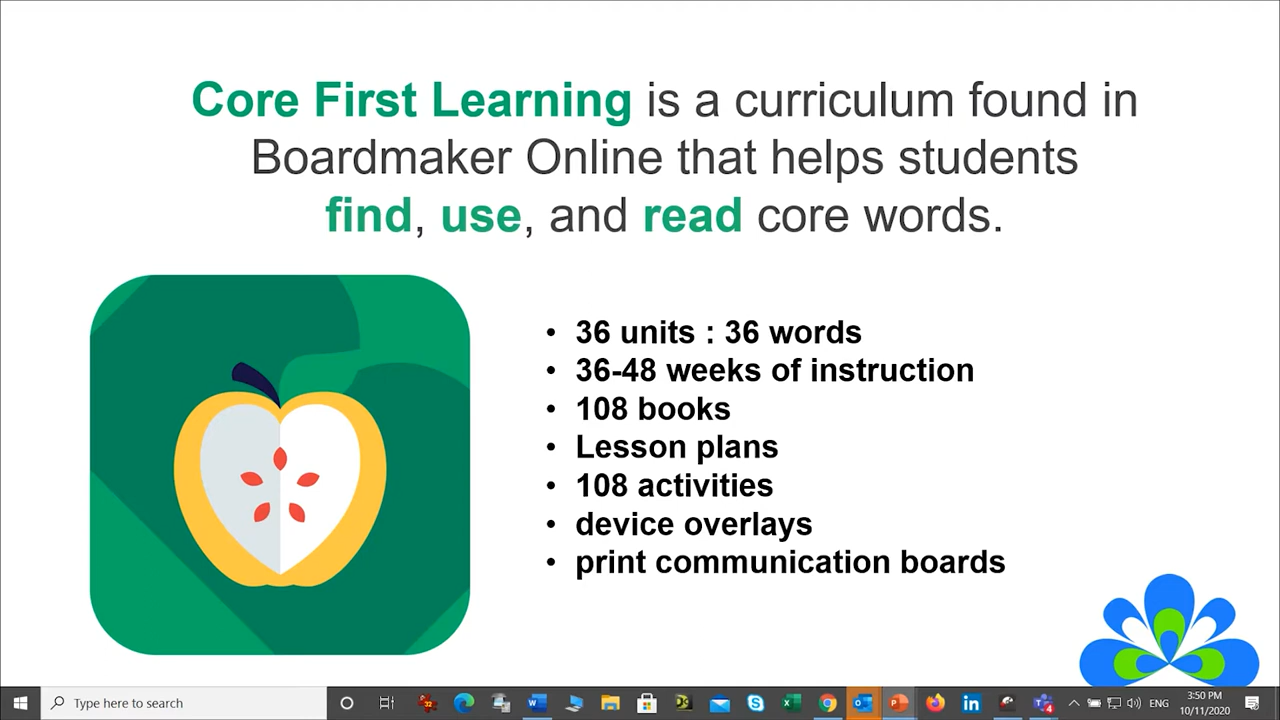 Core First Learning is a curriculum found in
Boardmaker Online that helps students
find, use, and read core words.
• 36 units : 36 words
• 36-48 weeks of instruction
• 108 books
• Lesson plans
• 108 activities
• device overlays
• print communication boards
Type here to search
ENG
3:50 PM
10/11/2020